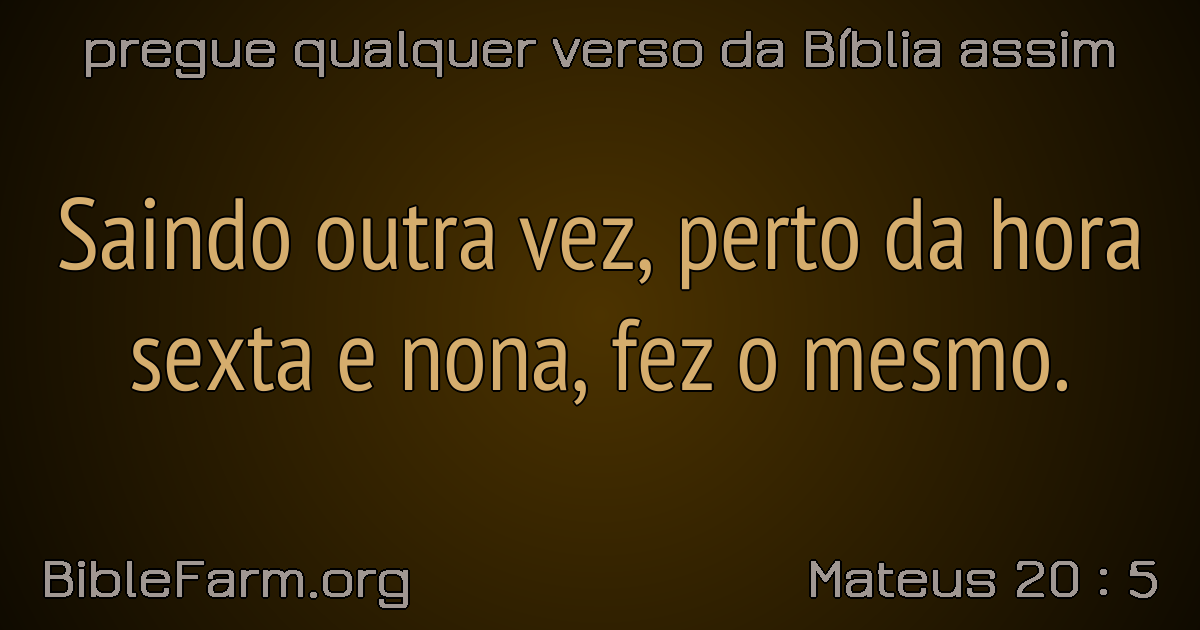 pregue qualquer verso da Bíblia assim
Saindo outra vez, perto da hora
sexta e nona, fez o mesmo.
BibleFarm.org
Mateus 20 : 5